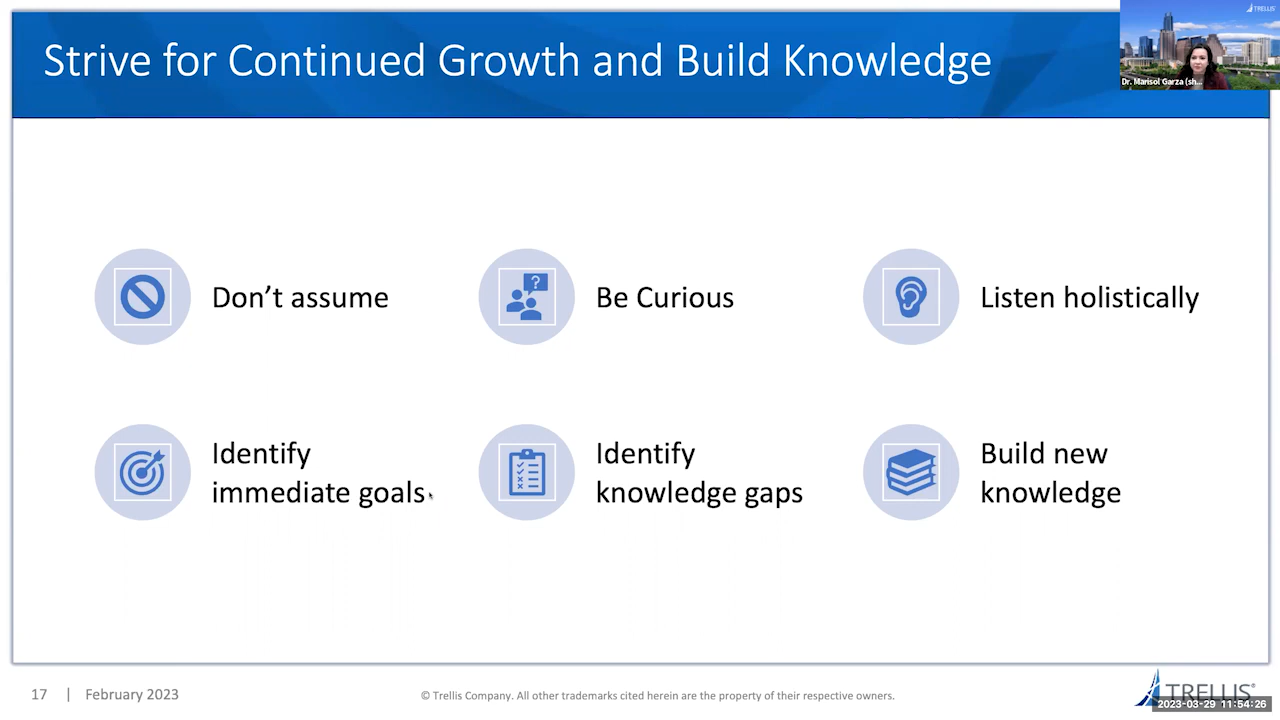 Strive for Continued Growth and Build Knowledge
TRELLIS
Dr. Marisol Garza (sh...
Don’t assume
Be Curious
?
Listen holistically
Identify
immediate goals
Identify
knowledge gaps
Build new
knowledge
17 | February 2023
© Trellis Company. All other trademarks cited herein are the property of their respective owners.
TRELLIS®
2023-03-29 11:54:26